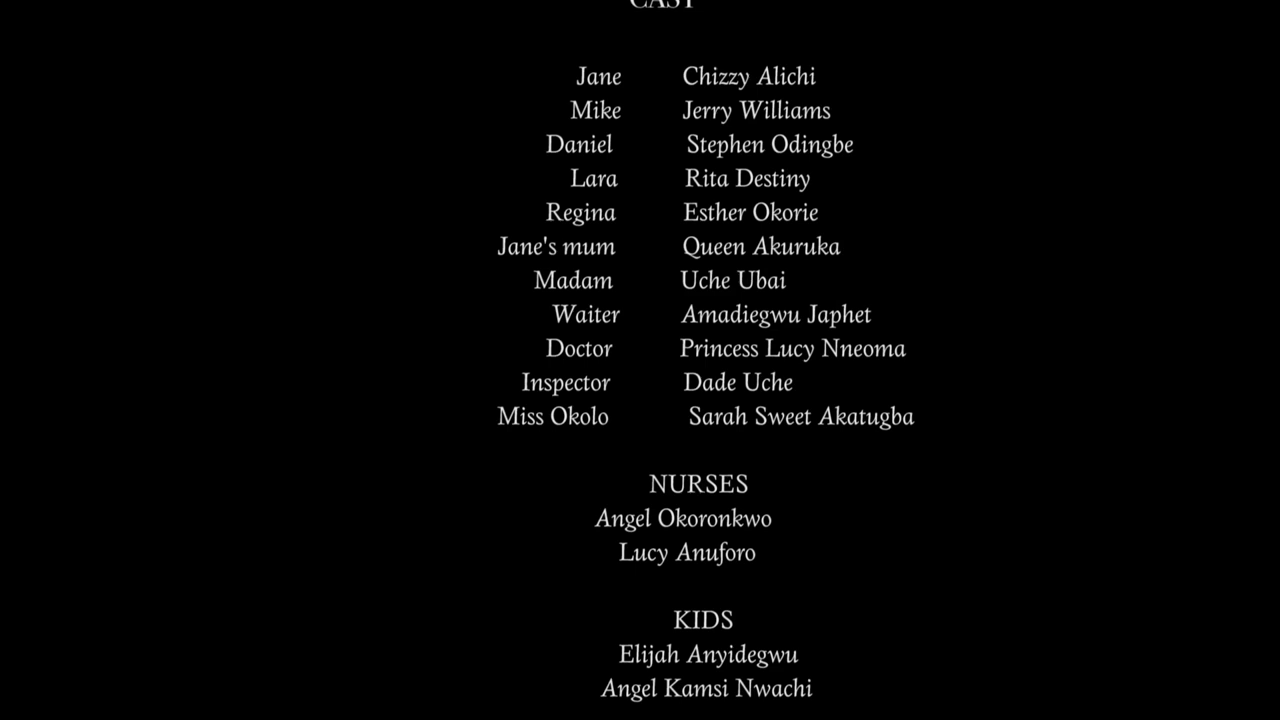 CAST
Jane Chizzy Alichi
Mike Jerry Williams
Daniel Stephen Odingbe
Lara Rita Destiny
Regina Esther Okorie
Jane's mum Queen Akuruka
Madam Uche Ubai
Waiter Amadiegwu Japhet
Doctor Princess Lucy Nneoma
Inspector Dade Uche
Miss Okolo Sarah Sweet Akatugba
NURSES
Angel Okoronkwo
Lucy Anuforo
KIDS
Elijah Anyidegwu
Angel Kamsi Nwachi